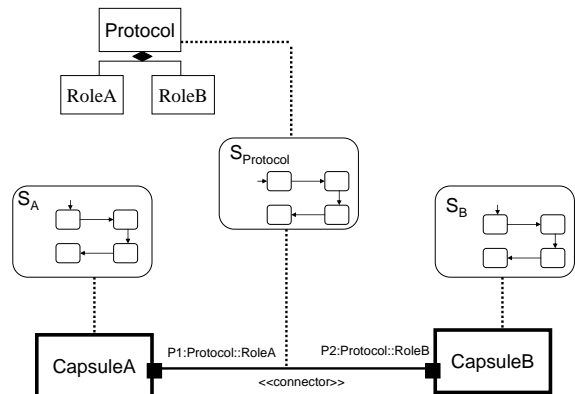 Protocol
RoleA
RoleB
SProtocol
SA
SB
P1:Protocol::RoleA
P2:Protocol::RoleB
CapsuleA
CapsuleB
<<connector>>